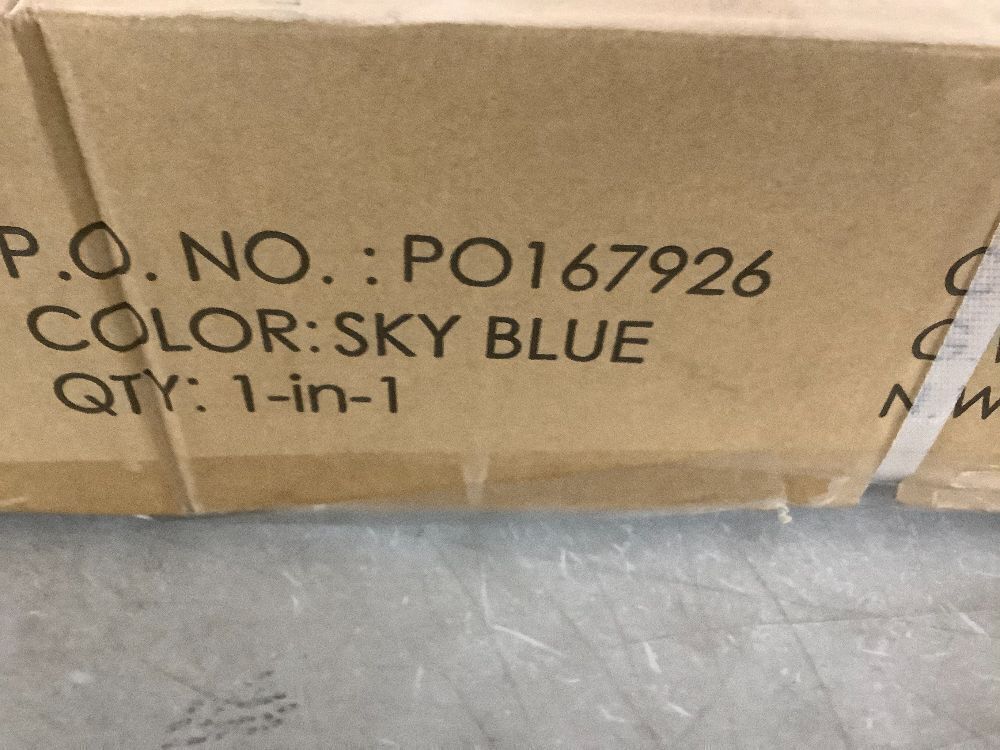 P.O. NO. : PO167926
COLOR: SKY BLUE
QTY: 1-in-1